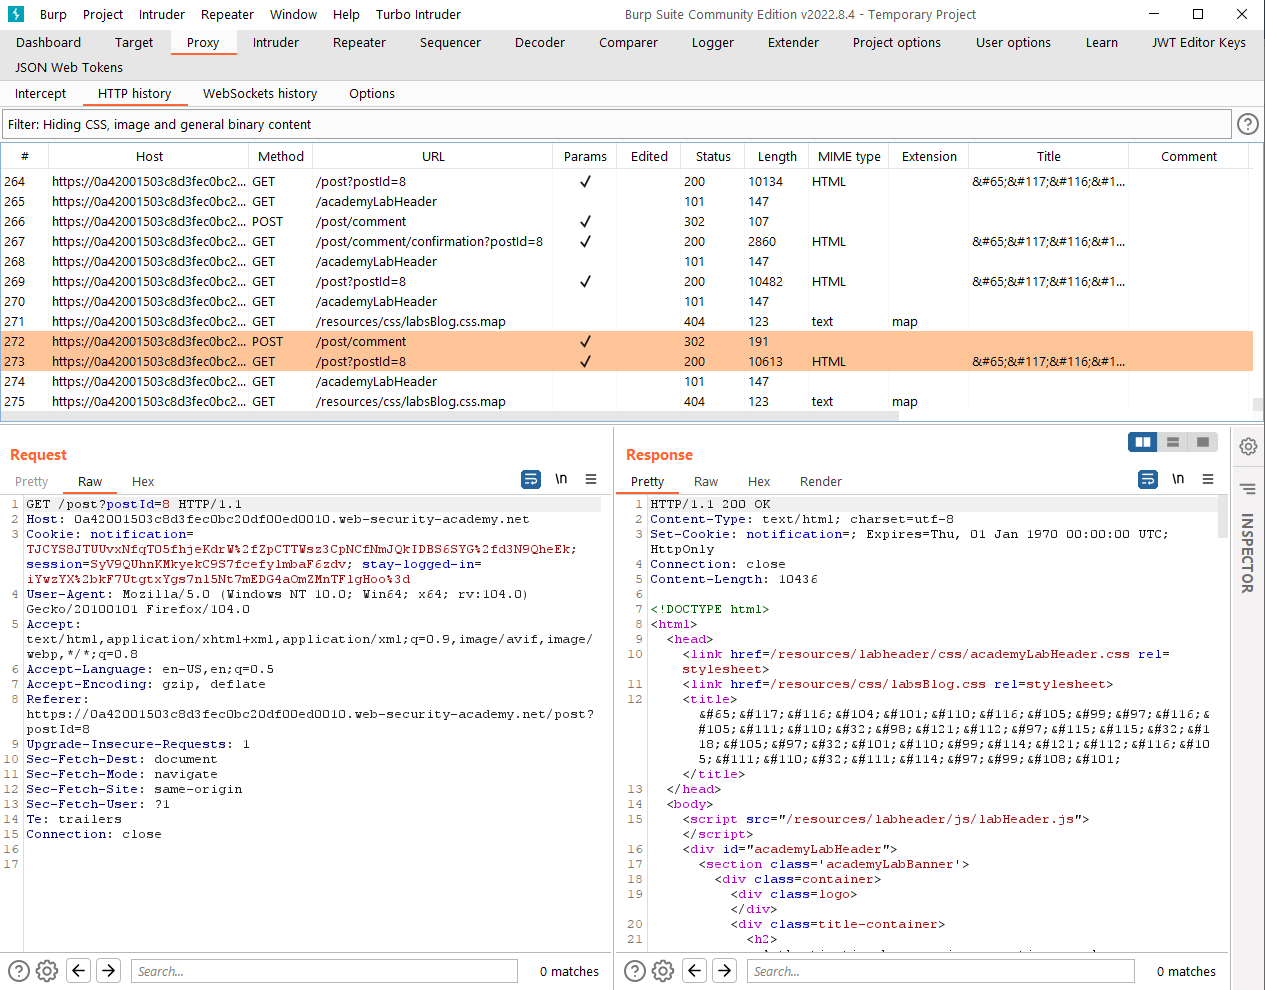 Burp Project Intruder Repeater Window Help Turbo Intruder Burp Suite Community Edition v2022.8.4 - Temporary Project
Dashboard Target Proxy Intruder Repeater Sequencer Decoder Comparer Logger Extender Project options User options Learn JWT Editor Keys
JSON Web Tokens
Intercept HTTP history WebSockets history Options
Filter: Hiding CSS, image and general binary content
# Host Method URL Params Edited Status Length MIME type Extension Title Comment
264 https://0a42001503c8d3fec0bc2... GET /post?postId=8 ✓ 200 10134 HTML &#65;&#117;&#116;&#1...
265 https://0a42001503c8d3fec0bc2... GET /academyLabHeader 101 147
266 https://0a42001503c8d3fec0bc2... POST /post/comment ✓ 302 107
267 https://0a42001503c8d3fec0bc2... GET /post/comment/confirmation?postId=8 ✓ 200 2860 HTML &#65;&#117;&#116;&#1...
268 https://0a42001503c8d3fec0bc2... GET /academyLabHeader 101 147
269 https://0a42001503c8d3fec0bc2... GET /post?postId=8 ✓ 200 10482 HTML &#65;&#117;&#116;&#1...
270 https://0a42001503c8d3fec0bc2... GET /academyLabHeader 101 147
271 https://0a42001503c8d3fec0bc2... GET /resources/css/labsBlog.css.map 404 123 text map
272 https://0a42001503c8d3fec0bc2... POST /post/comment ✓ 302 191
273 https://0a42001503c8d3fec0bc2... GET /post?postId=8 ✓ 200 10613 HTML &#65;&#117;&#116;&#1...
274 https://0a42001503c8d3fec0bc2... GET /academyLabHeader 101 147
275 https://0a42001503c8d3fec0bc2... GET /resources/css/labsBlog.css.map 404 123 text map
Request
Pretty Raw Hex \n
1 GET /post?postId=8 HTTP/1.1
2 Host: 0a42001503c8d3fec0bc20df00ed0010.web-security-academy.net
3 Cookie: notification=
TJCYS8JTUUvxNfqT05fhjeKdrW%2fZpCTTWsz3CpNCfNmJQkIDBS6SYG%2fd3N9QheEk;
session=SyV9QUhnKMkyekC9S7fcefylmbaF6zdv; stay-logged-in=
iYwzYX%2bkF7UtgtxYgs7nl5Nt7mEDG4aOmZMnTFlgHoo%3d
4 User-Agent: Mozilla/5.0 (Windows NT 10.0; Win64; x64; rv:104.0)
Gecko/20100101 Firefox/104.0
5 Accept:
text/html,application/xhtml+xml,application/xml;q=0.9,image/avif,image/
webp,*/*;q=0.8
6 Accept-Language: en-US,en;q=0.5
7 Accept-Encoding: gzip, deflate
8 Referer:
https://0a42001503c8d3fec0bc20df00ed0010.web-security-academy.net/post?
postId=8
9 Upgrade-Insecure-Requests: 1
10 Sec-Fetch-Dest: document
11 Sec-Fetch-Mode: navigate
12 Sec-Fetch-Site: same-origin
13 Sec-Fetch-User: ?1
14 Te: trailers
15 Connection: close
16
17
Search... 0 matches
Response
Pretty Raw Hex Render \n
1 HTTP/1.1 200 OK
2 Content-Type: text/html; charset=utf-8
3 Set-Cookie: notification=; Expires=Thu, 01 Jan 1970 00:00:00 UTC;
HttpOnly
4 Connection: close
5 Content-Length: 10436
6
7 <!DOCTYPE html>
8 <html>
9 <head>
10 <link href=/resources/labheader/css/academyLabHeader.css rel=
stylesheet>
11 <link href=/resources/css/labsBlog.css rel=stylesheet>
12 <title>
&#65;&#117;&#116;&#104;&#101;&#110;&#116;&#105;&#99;&#97;&#116;&
#105;&#111;&#110;&#32;&#98;&#121;&#112;&#97;&#115;&#115;&#32;&#1
18;&#105;&#97;&#32;&#101;&#110;&#99;&#114;&#121;&#112;&#116;&#10
5;&#111;&#110;&#32;&#111;&#114;&#97;&#99;&#108;&#101;
</title>
13 </head>
14 <body>
15 <script src="/resources/labheader/js/labHeader.js">
</script>
16 <div id="academyLabHeader">
17 <section class='academyLabBanner'>
18 <div class=container>
19 <div class=logo>
</div>
20 <div class=title-container>
21 <h2>
Search... 0 matches
INSPECTOR